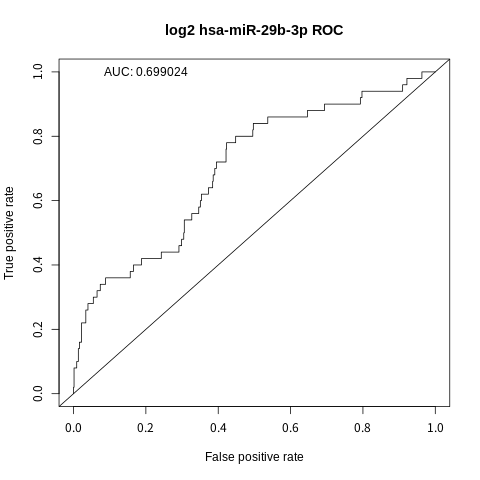 log2 hsa-miR-29b-3p ROC
AUC: 0.699024
True positive rate
1.0
0.8
0.6
0.4
0.2
0.0
0.0 0.2 0.4 0.6 0.8 1.0
False positive rate